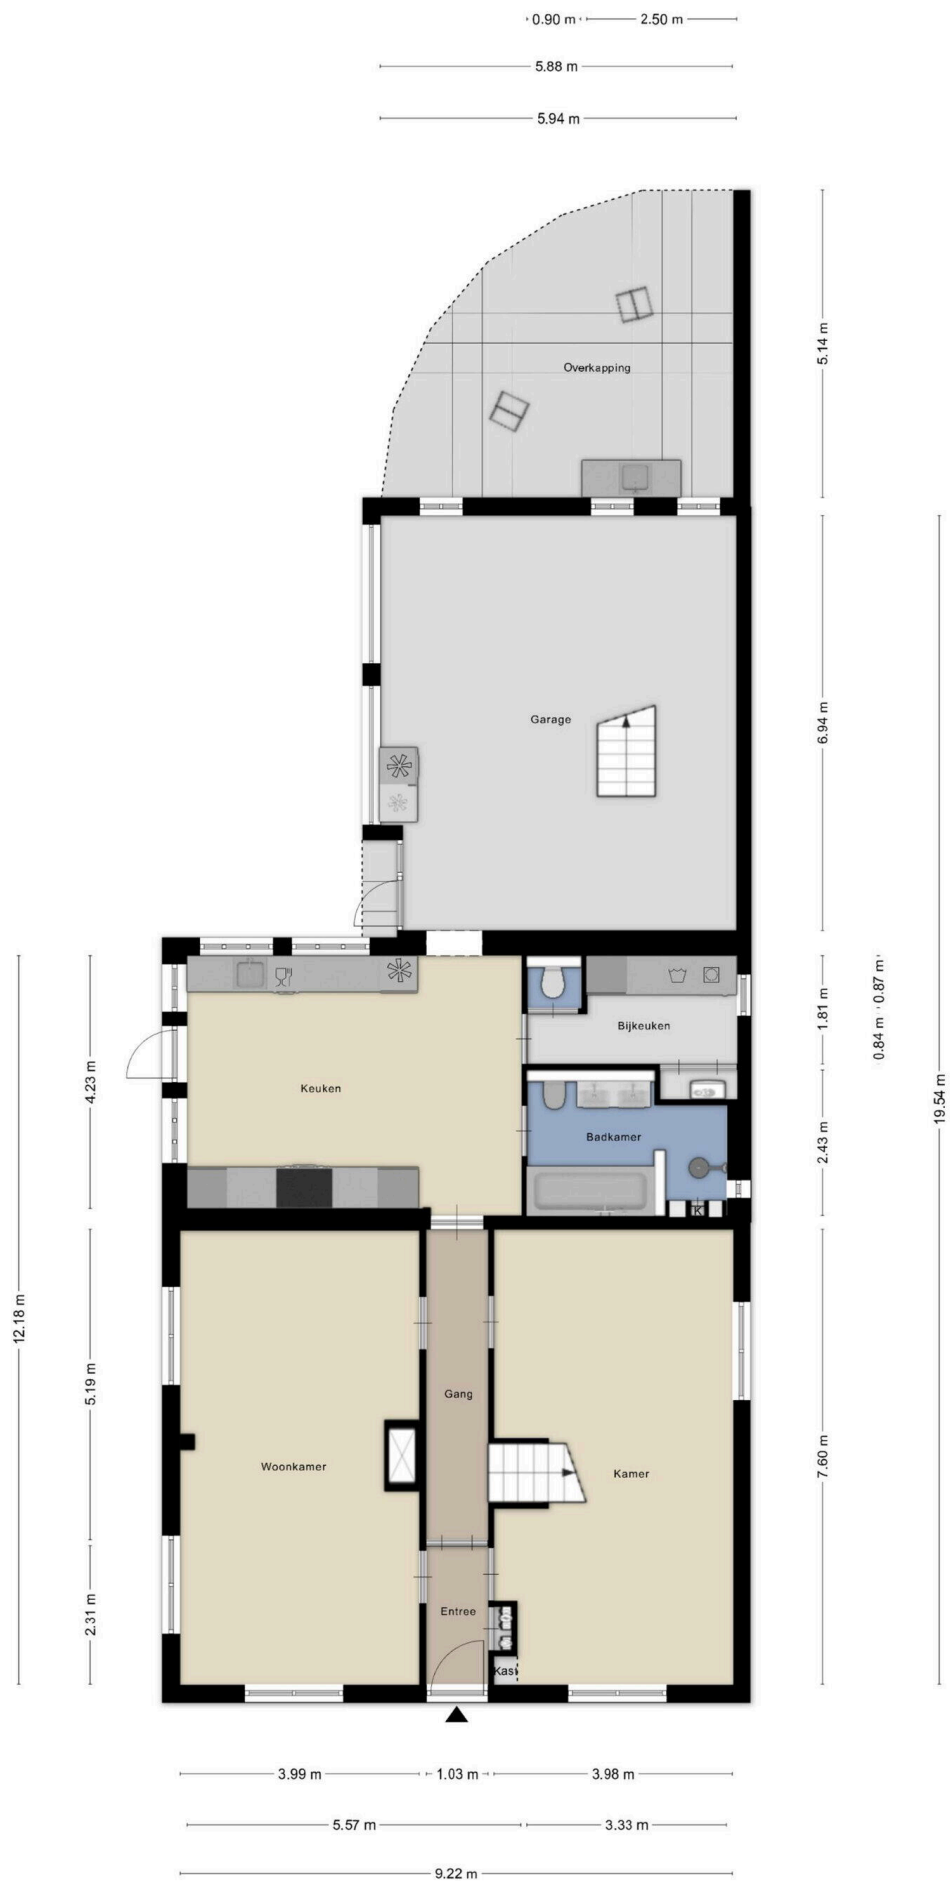 0.90 m
2.50 m
5.88 m
5.94 m
5.14 m
Overkapping
6.94 m
Garage
19.54 m
1.81 m
0.87 m
0.84 m
Bijkeuken
4.23 m
Keuken
2.43 m
Badkamer
K
12.18 m
5.19 m
Gang
Woonkamer
Kamer
7.60 m
2.31 m
Entree
Kast
3.99 m
1.03 m
3.98 m
5.57 m
3.33 m
9.22 m